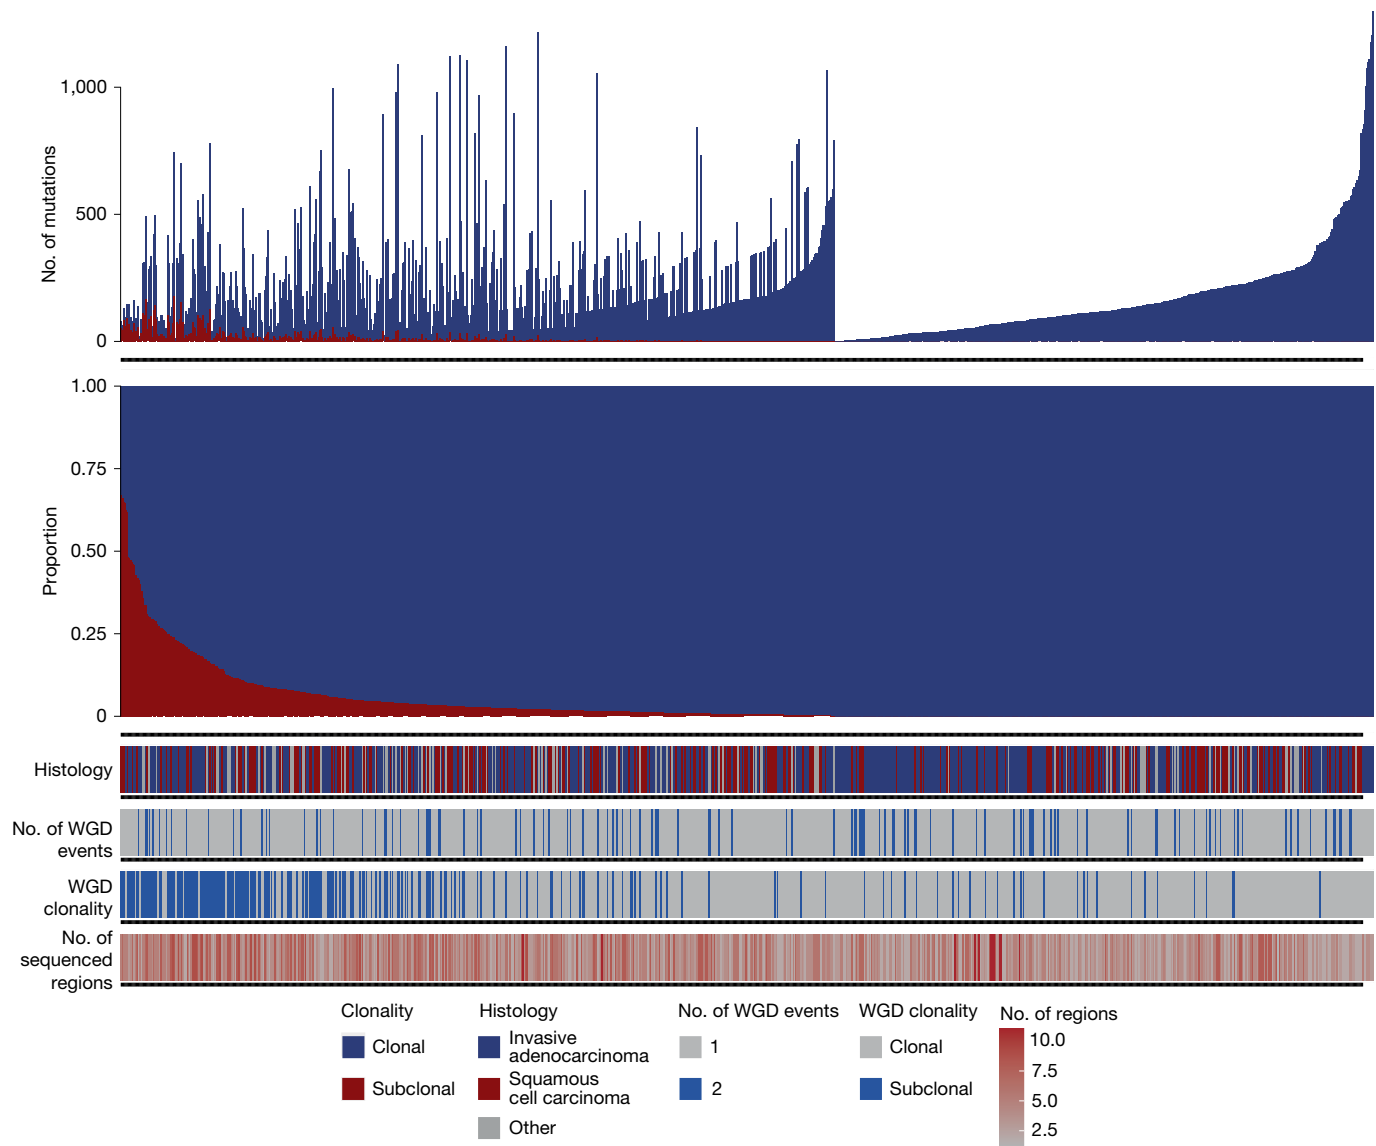 1,000
500
0
No. of mutations
1.00
0.75
0.50
0.25
0
Proportion
Histology
No. of WGD
events
WGD
clonality
No. of
sequenced
regions
Clonality
Clonal
Subclonal
Histology
Invasive
adenocarcinoma
Squamous
cell carcinoma
Other
No. of WGD events
1
2
WGD clonality
Clonal
Subclonal
No. of regions
10.0
7.5
5.0
2.5